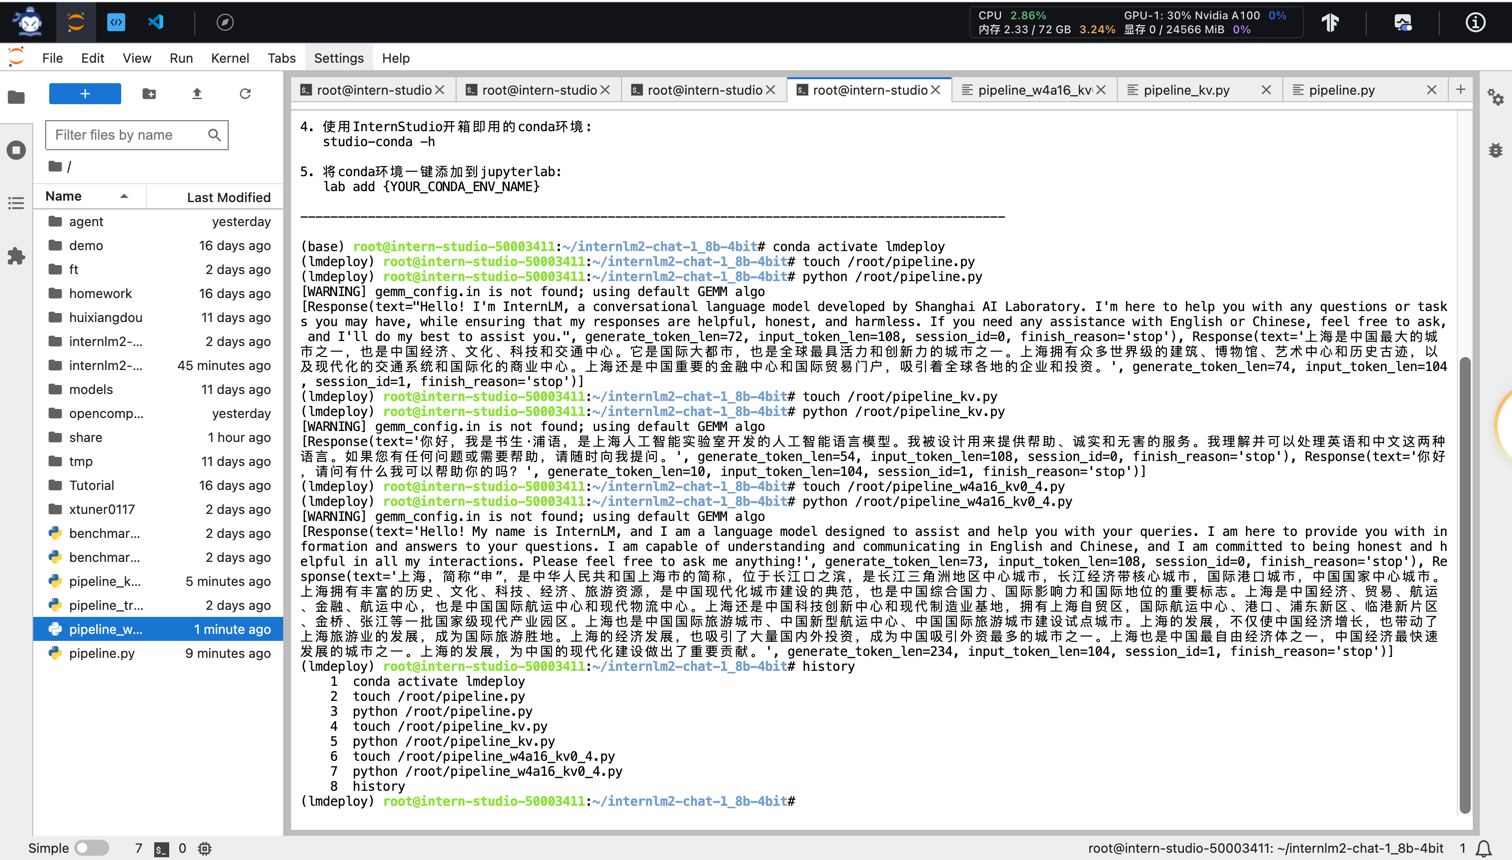 CPU 2.86% GPU-1: 30% Nvidia A100 0%
内存 2.33 / 72 GB 3.24% 显存 0 / 24566 MiB 0%
File Edit View Run Kernel Tabs Settings Help
+
Filter files by name
/
Name Last Modified
agent yesterday
demo 16 days ago
ft 2 days ago
homework 16 days ago
huixiangdou 11 days ago
internlm2-... 2 days ago
internlm2-... 45 minutes ago
models 11 days ago
opencomp... yesterday
share 1 hour ago
tmp 11 days ago
Tutorial 16 days ago
xtuner0117 2 days ago
benchmar... 2 days ago
benchmar... 2 days ago
pipeline_k... 5 minutes ago
pipeline_tr... 2 days ago
pipeline_w... 1 minute ago
pipeline.py 9 minutes ago
root@intern-studio root@intern-studio root@intern-studio root@intern-studio pipeline_w4a16_kv pipeline_kv.py pipeline.py +
4. 使用InternStudio开箱即用的conda环境:
studio-conda -h
5. 将conda环境一键添加到jupyterlab:
lab add {YOUR_CONDA_ENV_NAME}
(base) root@intern-studio-50003411:~/internlm2-chat-1_8b-4bit# conda activate lmdeploy
(lmdeploy) root@intern-studio-50003411:~/internlm2-chat-1_8b-4bit# touch /root/pipeline.py
(lmdeploy) root@intern-studio-50003411:~/internlm2-chat-1_8b-4bit# python /root/pipeline.py
[WARNING] gemm_config.in is not found; using default GEMM algo
[Response(text="Hello! I'm InternLM, a conversational language model developed by Shanghai AI Laboratory. I'm here to help you with any questions or task
s you may have, while ensuring that my responses are helpful, honest, and harmless. If you need any assistance with English or Chinese, feel free to ask,
and I'll do my best to assist you.", generate_token_len=72, input_token_len=108, session_id=0, finish_reason='stop'), Response(text='上海是中国最大的城
市之一，也是中国经济、文化、科技和交通中心。它是国际大都市，也是全球最具活力和创新力的城市之一。上海拥有众多世界级的建筑、博物馆、艺术中心和历史古迹，以
及现代化的交通系统和国际化的商业中心。上海还是中国重要的金融中心和国际贸易门户，吸引着全球各地的企业和投资。', generate_token_len=74, input_token_len=104
, session_id=1, finish_reason='stop')]
(lmdeploy) root@intern-studio-50003411:~/internlm2-chat-1_8b-4bit# touch /root/pipeline_kv.py
(lmdeploy) root@intern-studio-50003411:~/internlm2-chat-1_8b-4bit# python /root/pipeline_kv.py
[WARNING] gemm_config.in is not found; using default GEMM algo
[Response(text='你好，我是书生·浦语，是上海人工智能实验室开发的人工智能语言模型。我被设计用来提供帮助、诚实和无害的服务。我理解并可以处理英语和中文这两种
语言。如果您有任何问题或需要帮助，请随时向我提问。', generate_token_len=54, input_token_len=108, session_id=0, finish_reason='stop'), Response(text='你好
，请问有什么我可以帮助你的吗？', generate_token_len=10, input_token_len=104, session_id=1, finish_reason='stop')]
(lmdeploy) root@intern-studio-50003411:~/internlm2-chat-1_8b-4bit# touch /root/pipeline_w4a16_kv0_4.py
(lmdeploy) root@intern-studio-50003411:~/internlm2-chat-1_8b-4bit# python /root/pipeline_w4a16_kv0_4.py
[WARNING] gemm_config.in is not found; using default GEMM algo
[Response(text='Hello! My name is InternLM, and I am a language model designed to assist and help you with your queries. I am here to provide you with in
formation and answers to your questions. I am capable of understanding and communicating in English and Chinese, and I am committed to being honest and h
elpful in all my interactions. Please feel free to ask me anything!', generate_token_len=73, input_token_len=108, session_id=0, finish_reason='stop'), Re
sponse(text='上海，简称“申”，是中华人民共和国上海市的简称，位于长江口之滨，是长江三角洲地区中心城市，长江经济带核心城市，国际港口城市，中国国家中心城市。
上海拥有丰富的历史、文化、科技、经济、旅游资源，是中国现代化城市建设的典范，也是中国综合国力、国际影响力和国际地位的重要标志。上海是中国经济、贸易、航运
、金融、航运中心，也是中国国际航运中心和现代物流中心。上海还是中国科技创新中心和现代制造业基地，拥有上海自贸区，国际航运中心、港口、浦东新区、临港新片区
、金桥、张江等一批国家级现代产业园区。上海也是中国国际旅游城市、中国新型航运中心、中国国际旅游城市建设试点城市。上海的发展，不仅使中国经济增长，也带动了
上海旅游业的发展，成为国际旅游胜地。上海的经济发展，也吸引了大量国内外投资，成为中国吸引外资最多的城市之一。上海也是中国最自由经济体之一，中国经济最快速
发展的城市之一。上海的发展，为中国的现代化建设做出了重要贡献。', generate_token_len=234, input_token_len=104, session_id=1, finish_reason='stop')]
(lmdeploy) root@intern-studio-50003411:~/internlm2-chat-1_8b-4bit# history
1 conda activate lmdeploy
2 touch /root/pipeline.py
3 python /root/pipeline.py
4 touch /root/pipeline_kv.py
5 python /root/pipeline_kv.py
6 touch /root/pipeline_w4a16_kv0_4.py
7 python /root/pipeline_w4a16_kv0_4.py
8 history
(lmdeploy) root@intern-studio-50003411:~/internlm2-chat-1_8b-4bit#
Simple 7 0 root@intern-studio-50003411: ~/internlm2-chat-1_8b-4bit 1